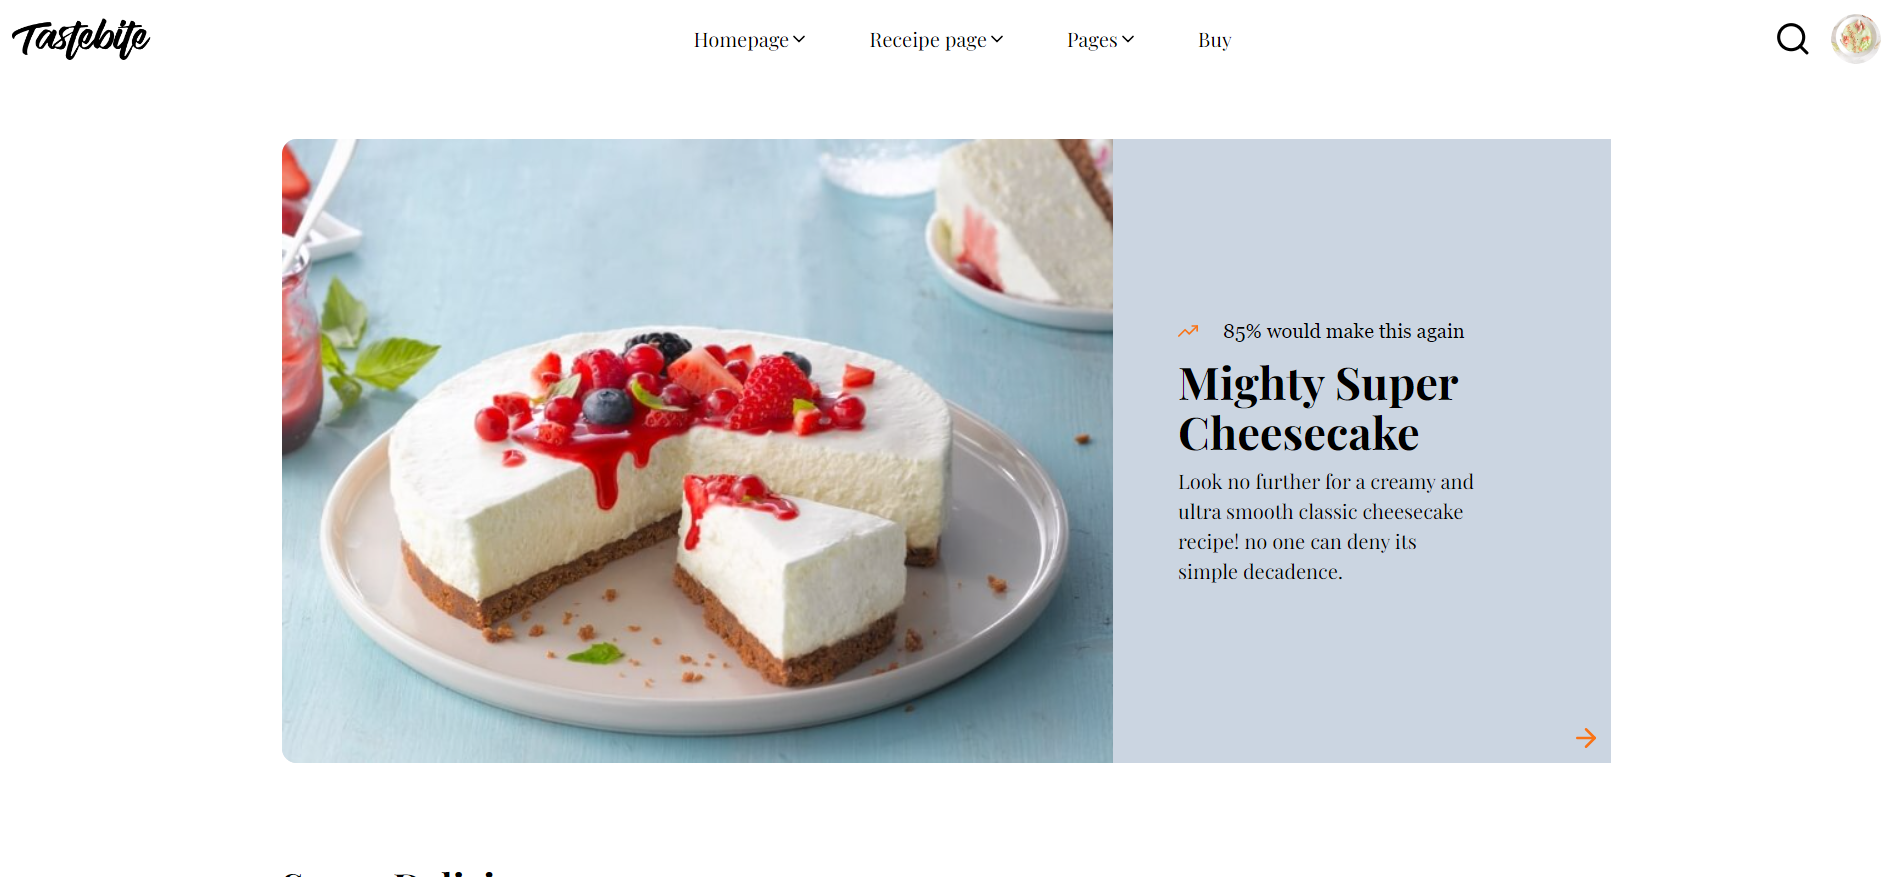 Tastebite
Homepage
Receipe page
Pages
Buy
85% would make this again
Mighty Super
Cheesecake
Look no further for a creamy and
ultra smooth classic cheesecake
recipe! no one can deny its
simple decadence.